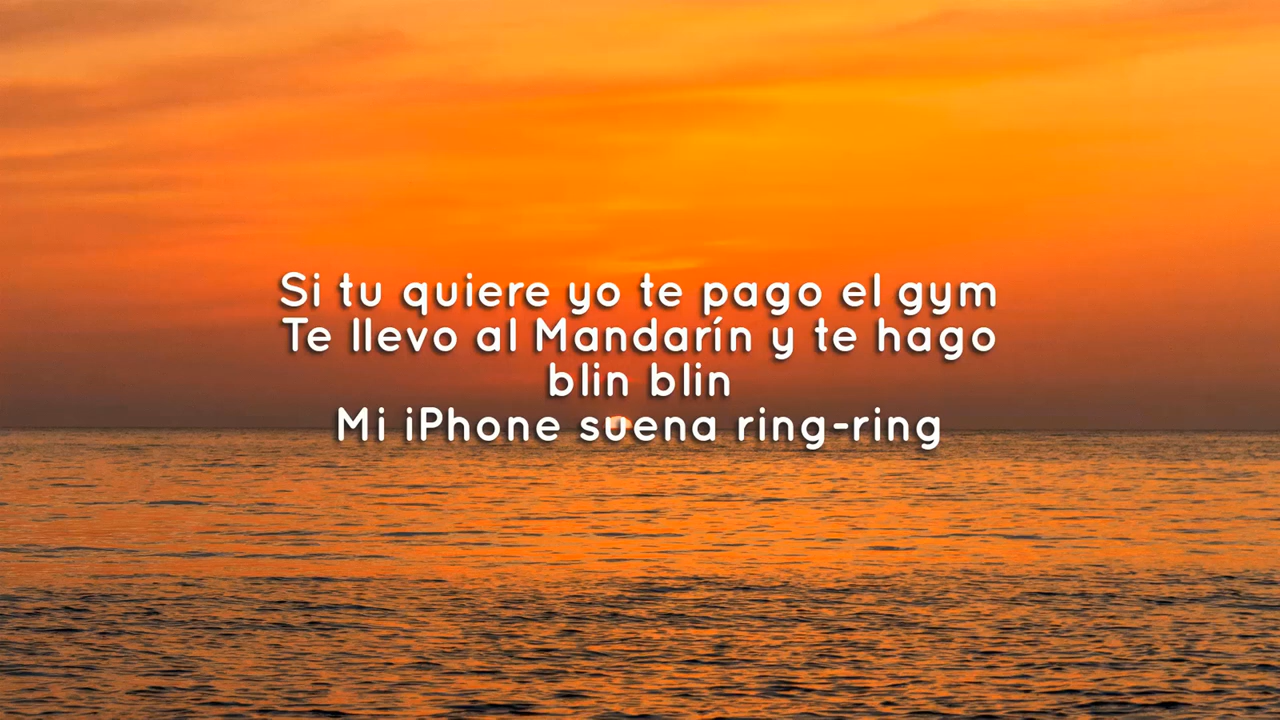 Si tu quiere yo te pago el gym
Te llevo al Mandarín y te hago
blin blin
Mi iPhone suena ring-ring